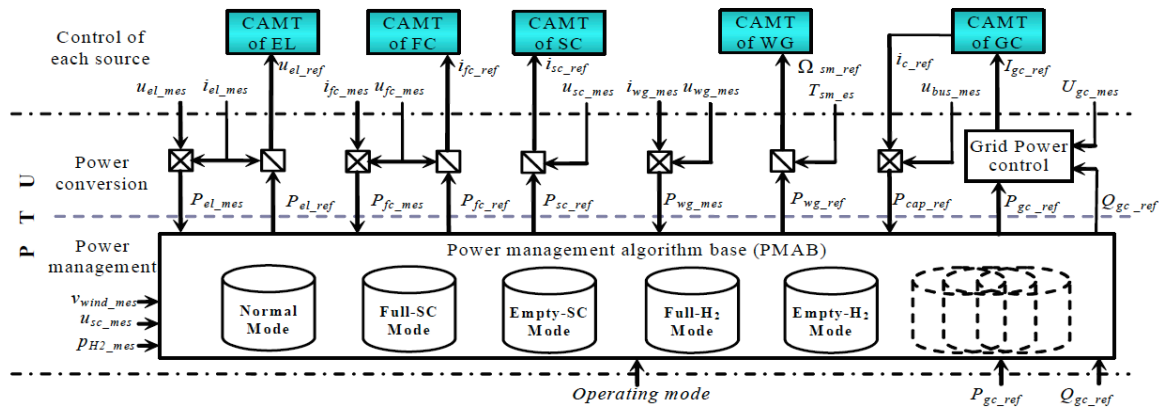 Control of
each source
CAMT
of EL
CAMT
of FC
CAMT
of SC
CAMT
of WG
CAMT
of GC
u_el_ref
i_fc_ref
i_sc_ref
Ω sm_ref
i_c_ref
I_gc_ref
u_el_mes
i_el_mes
i_fc_mes
u_fc_mes
u_sc_mes
i_wg_mes
u_wg_mes
T_sm_es
u_bus_mes
U_gc_mes
P T U
Power
conversion
Grid Power
control
P_el_mes
P_el_ref
P_fc_mes
P_fc_ref
P_sc_ref
P_wg_mes
P_wg_ref
P_cap_ref
P_gc_ref
Q_gc_ref
Power
management
Power management algorithm base (PMAB)
v_wind_mes
u_sc_mes
p_H2_mes
Normal
Mode
Full-SC
Mode
Empty-SC
Mode
Full-H2
Mode
Empty-H2
Mode
Operating mode
P_gc_ref
Q_gc_ref